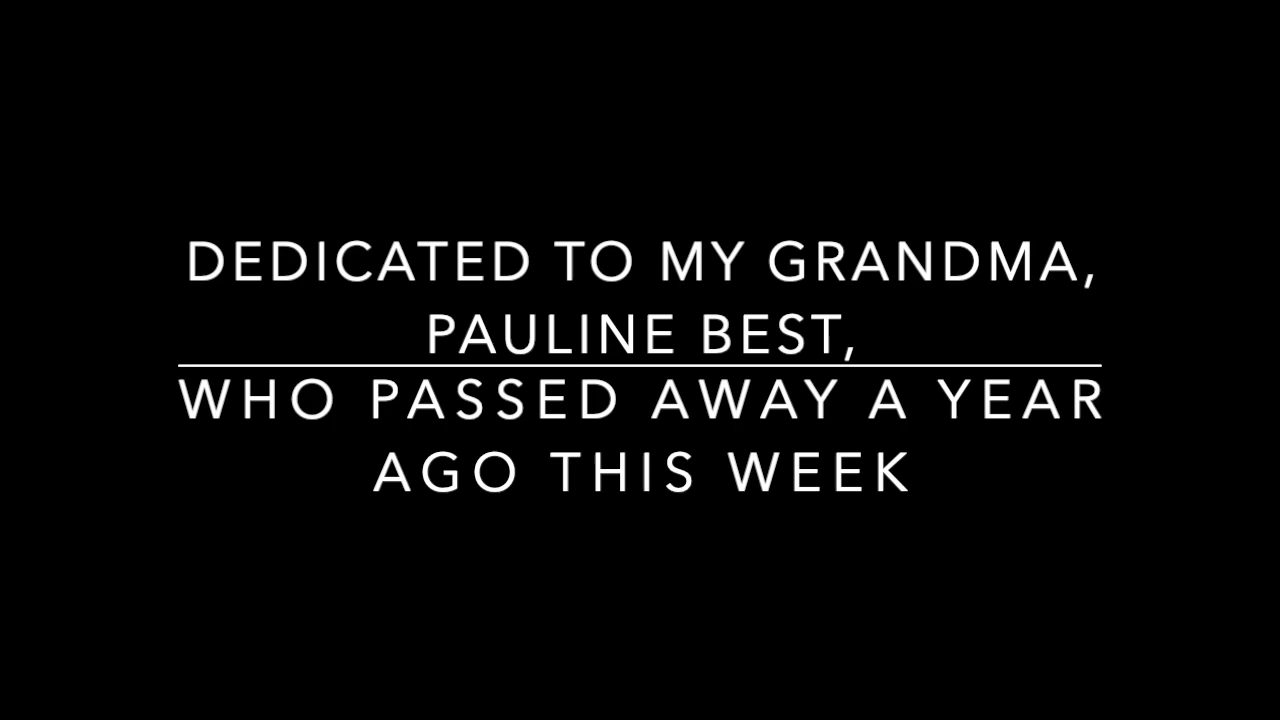 DEDICATED TO MY GRANDMA,
PAULINE BEST,
WHO PASSED AWAY A YEAR
AGO THIS WEEK